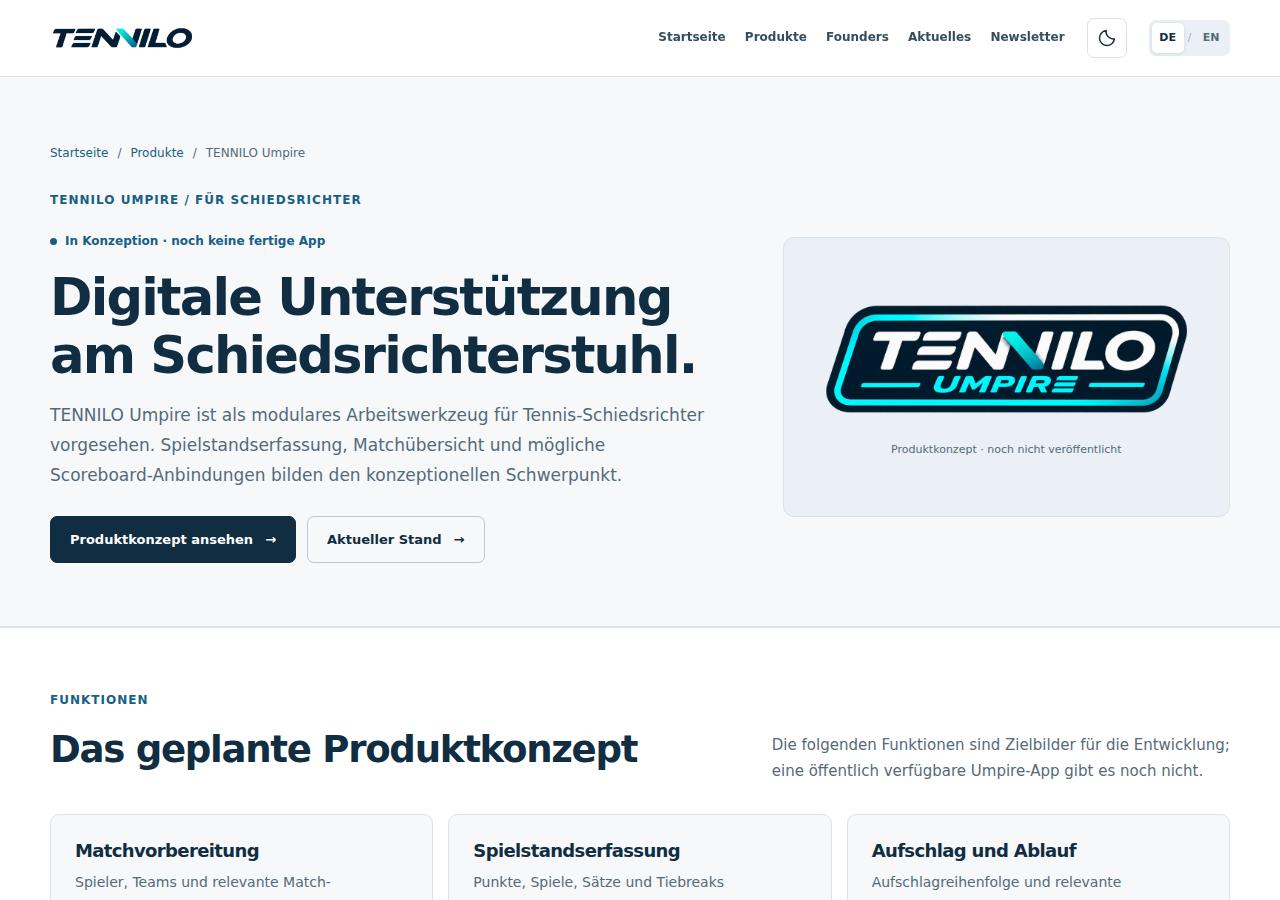 TENNILO
Startseite Produkte Founders Aktuelles Newsletter DE / EN
Startseite / Produkte / TENNILO Umpire
TENNILO UMPIRE / FÜR SCHIEDSRICHTER
In Konzeption · noch keine fertige App
Digitale Unterstützung
am Schiedsrichterstuhl.
TENNILO Umpire ist als modulares Arbeitswerkzeug für Tennis-Schiedsrichter
vorgesehen. Spielstandserfassung, Matchübersicht und mögliche
Scoreboard-Anbindungen bilden den konzeptionellen Schwerpunkt.
Produktkonzept ansehen →
Aktueller Stand →
TENNILO
UMPIRE
Produktkonzept · noch nicht veröffentlicht
FUNKTIONEN
Das geplante Produktkonzept
Die folgenden Funktionen sind Zielbilder für die Entwicklung;
eine öffentlich verfügbare Umpire-App gibt es noch nicht.
Matchvorbereitung
Spieler, Teams und relevante Match-
Spielstandserfassung
Punkte, Spiele, Sätze und Tiebreaks
Aufschlag und Ablauf
Aufschlagreihenfolge und relevante